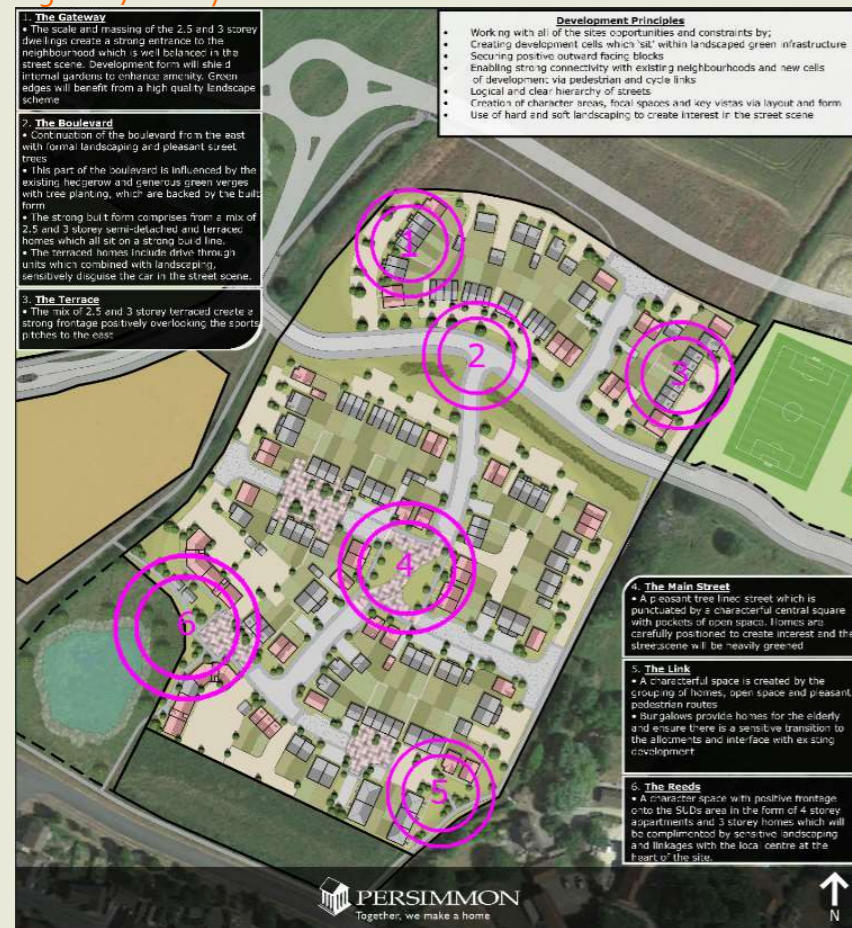 1. The Gateway
• The scale and massing of the 2.5 and 3 storey
dwellings create a strong entrance to the
neighbourhood which is well balanced in the
street scene. Development form will shield
internal gardens to enhance amenity. Green
edges will benefit from a high quality landscape
scheme
2. The Boulevard
• Continuation of the boulevard from the east
with formal landscaping and pleasant street
trees
• This part of the boulevard is influenced by the
existing hedgerow and generous green verges
with tree planting, which are backed by the built
form
• The strong built form comprises from a mix of
2.5 and 3 storey semi-detached and terraced
homes which all sit on a strong build line.
• The terraced homes include drive through
units which combined with landscaping,
sensitively disguise the car in the street scene.
3. The Terrace
• The mix of 2.5 and 3 storey terraced create a
strong frontage positively overlooking the sports
pitches to the east
Development Principles
• Working with all of the sites opportunities and constraints by;
• Creating development cells which 'sit' within landscaped green infrastructure
• Securing positive outward facing blocks
• Enabling strong connectivity with existing neighbourhoods and new cells
of development via pedestrian and cycle links
• Logical and clear hierarchy of streets
• Creation of character areas, focal spaces and key vistas via layout and form
• Use of hard and soft landscaping to create interest in the street scene
1
2
3
4
6
5
4. The Main Street
• A pleasant tree lined street which is
punctuated by a characterful central square
with pockets of open space. Homes are
carefully positioned to create interest and the
streetscene will be heavily greened
5. The Link
• A characterful space is created by the
grouping of homes, open space and pleasant
pedestrian routes
• Bungalows provide homes for the elderly
and ensure there is a sensitive transition to
the allotments and interface with existing
development
6. The Reeds
• A character space with positive frontage
onto the SUDs area in the form of 4 storey
appartments and 3 storey homes which will
be complimented by sensitive landscaping
and linkages with the local centre at the
heart of the site.
PERSIMMON
Together, we make a home
N